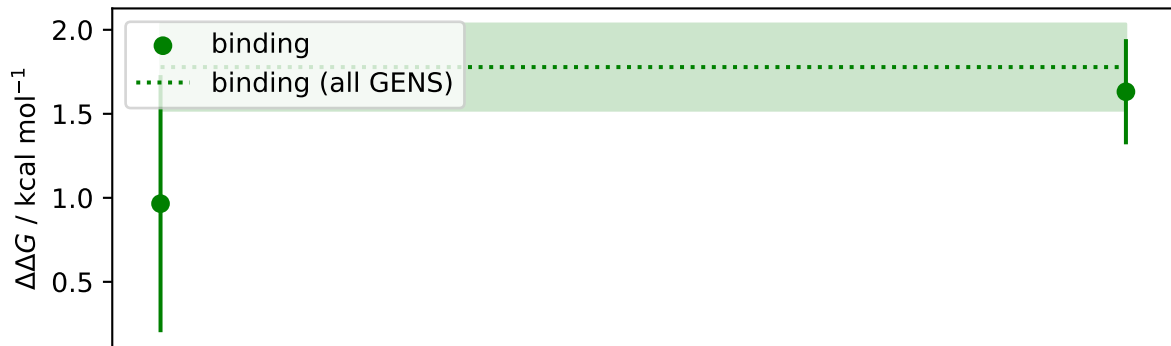 2.0
1.5
1.0
0.5
ΔΔG / kcal mol⁻¹
binding
binding (all GENS)